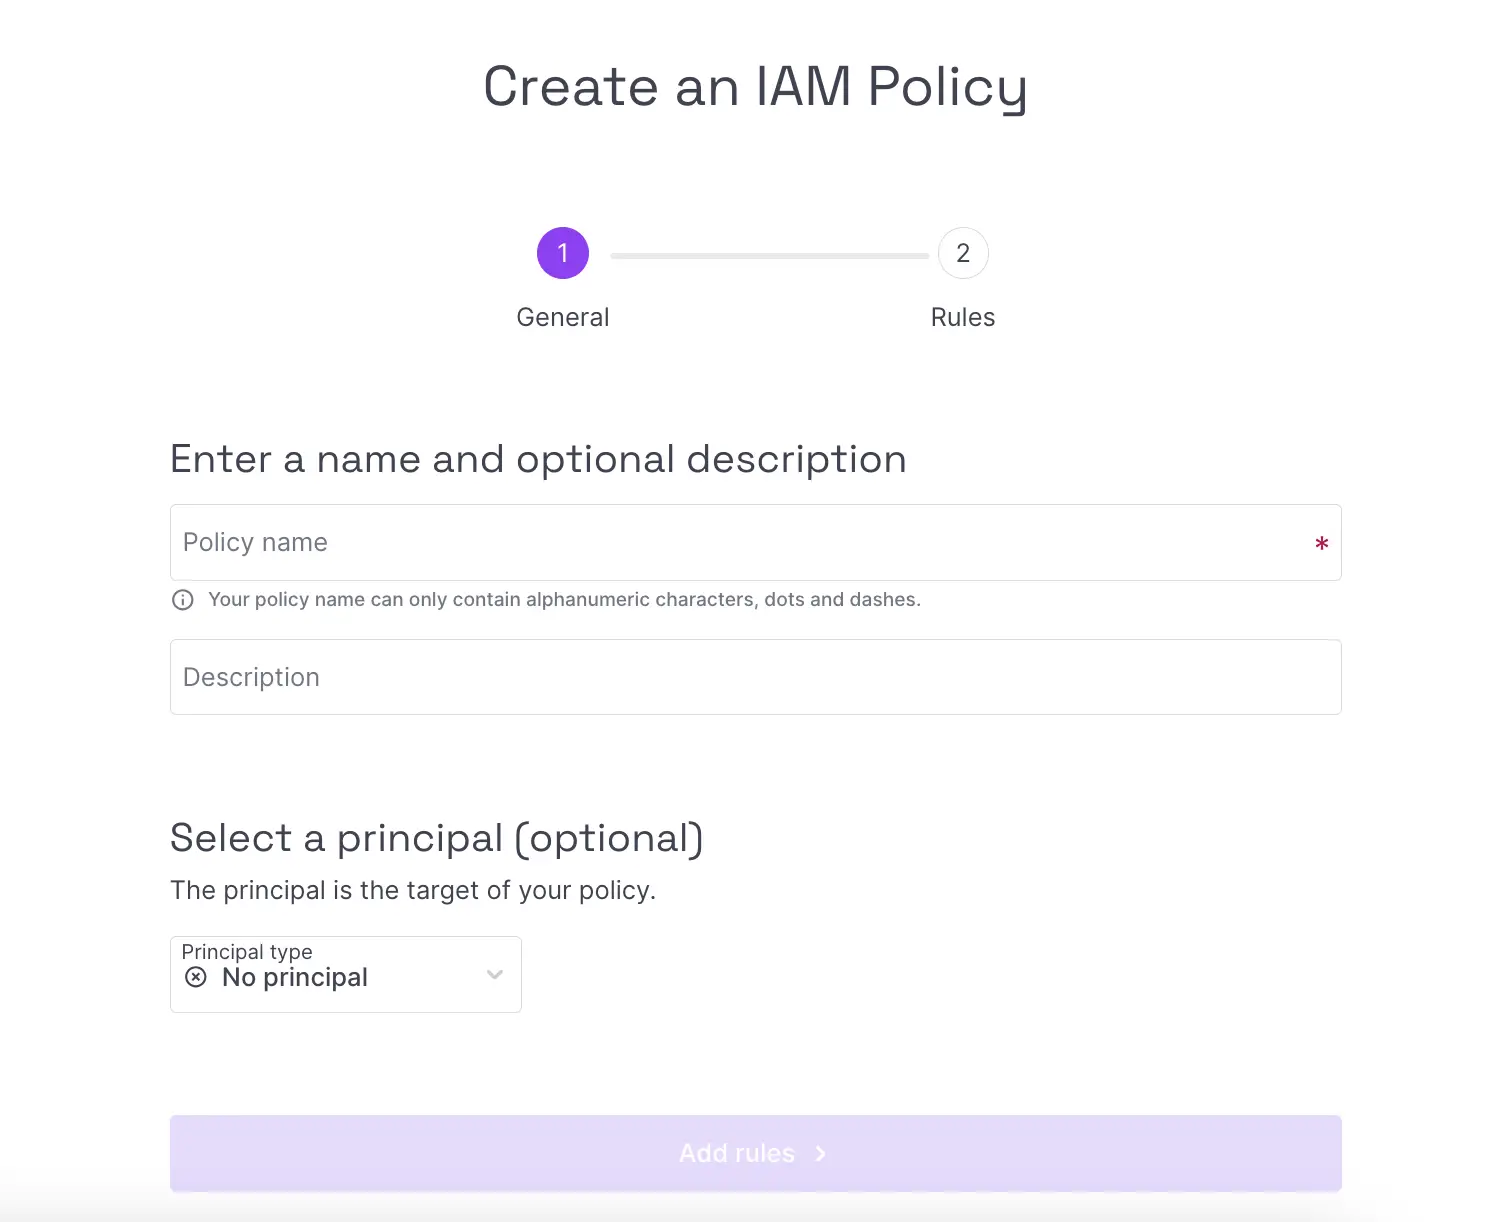 Create an IAM Policy
1
2
General
Rules
Enter a name and optional description
Policy name *
Your policy name can only contain alphanumeric characters, dots and dashes.
Description
Select a principal (optional)
The principal is the target of your policy.
Principal type
No principal
Add rules